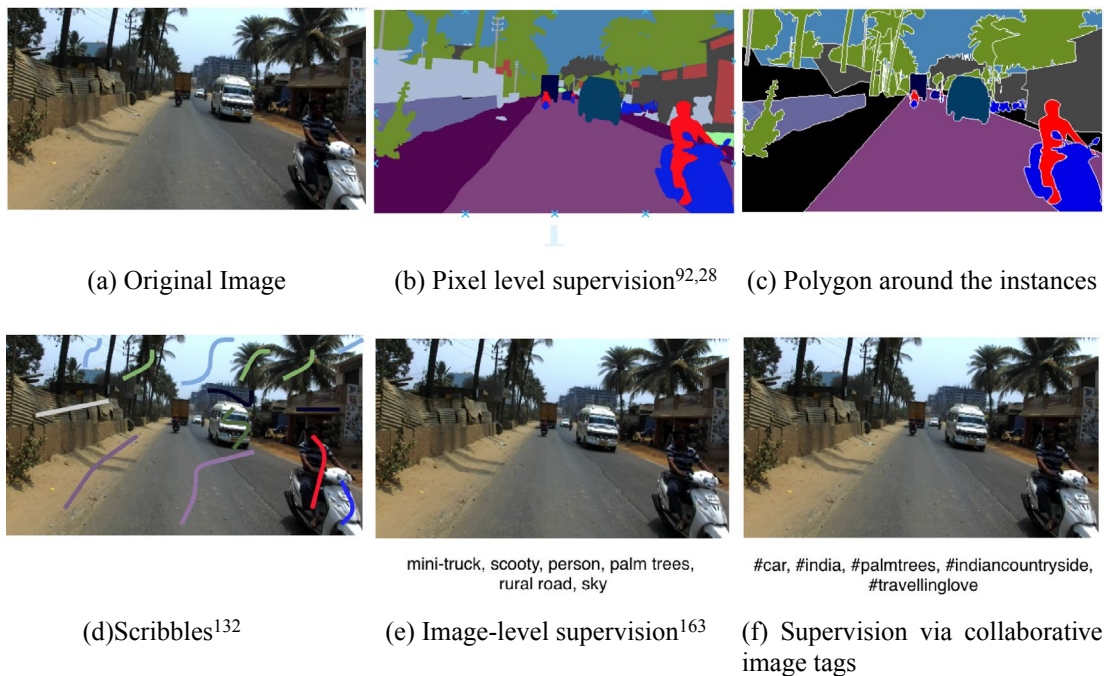 (a) Original Image
(b) Pixel level supervision92,28
(c) Polygon around the instances
mini-truck, scooty, person, palm trees,
rural road, sky
#car, #india, #palmtrees, #indiancountryside,
#travellinglove
(d)Scribbles132
(e) Image-level supervision163
(f) Supervision via collaborative
image tags